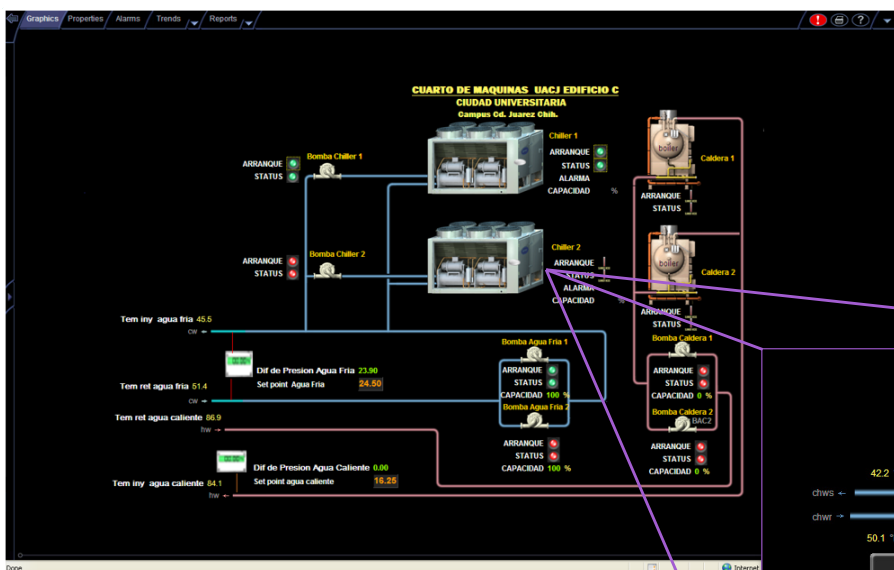 Graphics Properties Alarms Trends Reports
CUARTO DE MAQUINAS UACJ EDIFICIO C
CIUDAD UNIVERSITARIA
Campus Cd. Juarez Chih.
Bomba Chiller 1
ARRANQUE
STATUS
Chiller 1
ARRANQUE
STATUS
ALARMA
CAPACIDAD %
boiler
Caldera 1
ARRANQUE
STATUS
Bomba Chiller 2
ARRANQUE
STATUS
Chiller 2
ARRANQUE
STATUS
ALARMA
CAPACIDAD %
boiler
Caldera 2
ARRANQUE
STATUS
Tem iny agua fria 45.5
cw ←
Dif de Presion Agua Fria 23.90
Set point Agua Fria 24.50
Tem ret agua fria 51.4
cw →
Tem ret agua caliente 86.9
hw →
Dif de Presion Agua Caliente 0.00
Set point agua caliente 16.25
Tem iny agua caliente 84.1
hw ←
Bomba Agua Fria 1
ARRANQUE
STATUS
CAPACIDAD 100 %
Bomba Agua Fria 2
ARRANQUE
STATUS
CAPACIDAD 100 %
Bomba Caldera 1
ARRANQUE
STATUS
CAPACIDAD 0 %
Bomba Caldera 2
BAC2
ARRANQUE
STATUS
CAPACIDAD 0 %
42.2
chws ←
chwr →
50.1 °
Done
Internet